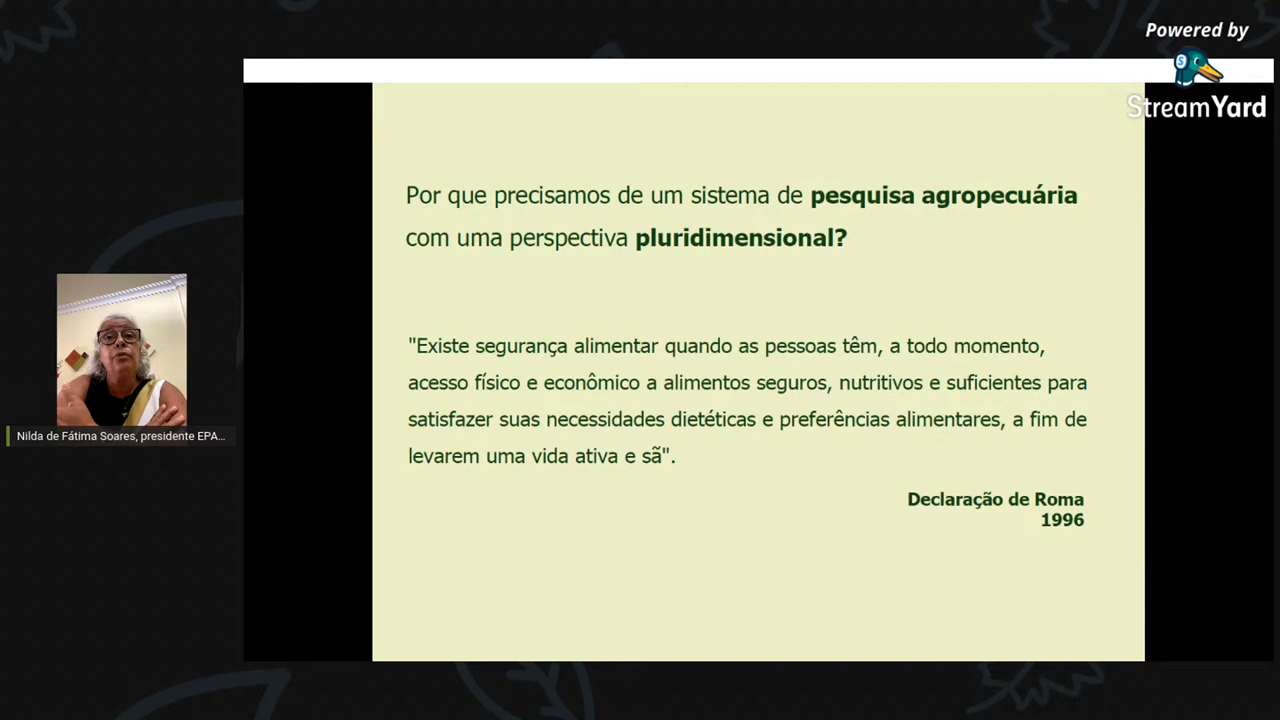 Powered by
StreamYard
Por que precisamos de um sistema de pesquisa agropecuária
com uma perspectiva pluridimensional?
"Existe segurança alimentar quando as pessoas têm, a todo momento,
acesso físico e econômico a alimentos seguros, nutritivos e suficientes para
satisfazer suas necessidades dietéticas e preferências alimentares, a fim de
levarem uma vida ativa e sã".
Declaração de Roma
1996
Nilda de Fátima Soares, presidente EPA...